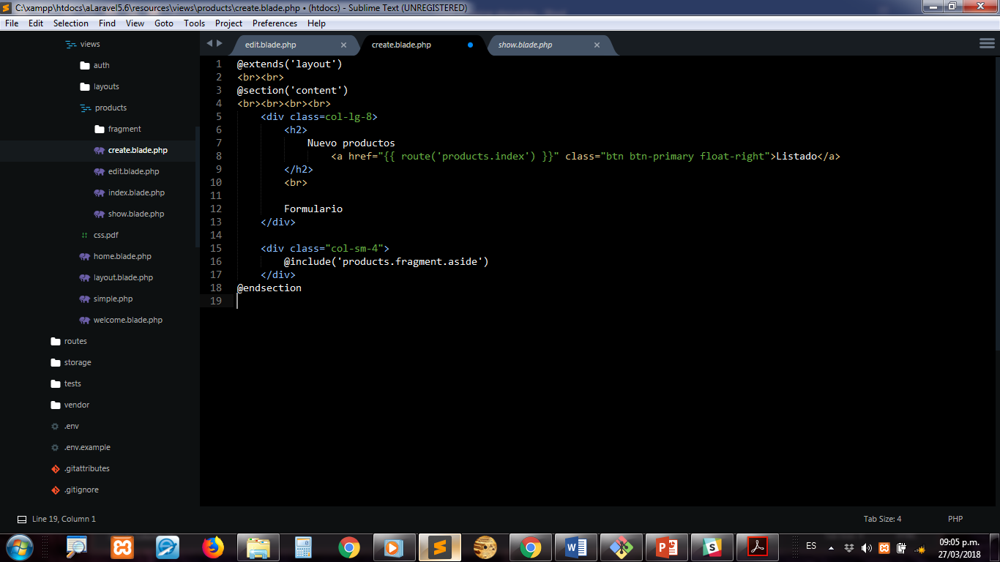 C:\xampp\htdocs\aLaravel5.6\resources\views\products\create.blade.php • (htdocs) - Sublime Text (UNREGISTERED)
File Edit Selection Find View Goto Tools Project Preferences Help
views
auth
layouts
products
fragment
create.blade.php
edit.blade.php
index.blade.php
show.blade.php
css.pdf
home.blade.php
layout.blade.php
simple.php
welcome.blade.php
routes
storage
tests
vendor
.env
.env.example
.gitattributes
.gitignore
edit.blade.php × create.blade.php show.blade.php ×
1 @extends('layout')
2 <br><br>
3 @section('content')
4 <br><br><br><br>
5 <div class=col-lg-8>
6 <h2>
7 Nuevo productos
8 <a href="{{ route('products.index') }}" class="btn btn-primary float-right">Listado</a>
9 </h2>
10 <br>
11
12 Formulario
13 </div>
14
15 <div class="col-sm-4">
16 @include('products.fragment.aside')
17 </div>
18 @endsection
19
Line 19, Column 1 Tab Size: 4 PHP
ES 09:05 p.m.
27/03/2018